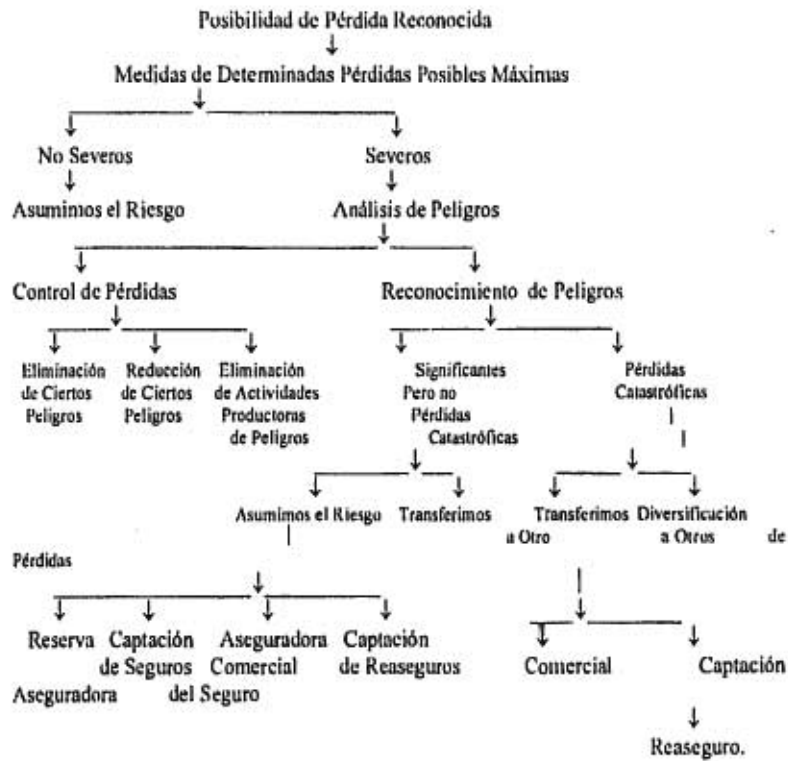 Posibilidad de Pérdida Reconocida
Medidas de Determinadas Pérdidas Posibles Máximas
No Severos Severos
Asumimos el Riesgo Análisis de Peligros
Control de Pérdidas Reconocimiento de Peligros
Eliminación Reducción Eliminación Significantes Pérdidas
de Ciertos de Ciertos de Actividades Pero no Catastróficas
Peligros Peligros Productoras Pérdidas
de Peligros Catastróficas
Asumimos el Riesgo Transferimos Transferimos Diversificación
a Otro a Otros de
Pérdidas
Reserva Captación Aseguradora Captación
de Seguros Comercial de Reaseguros Comercial Captación
Aseguradora del Seguro
Reaseguro.